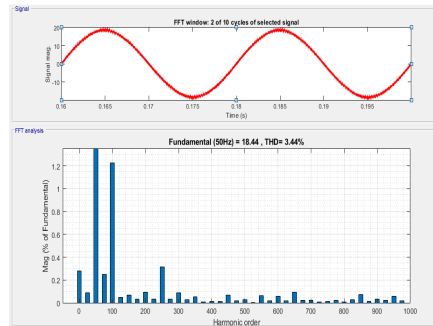 Signal
FFT window: 2 of 10 cycles of selected signal
Signal mag.
20
10
0
-10
0.16 0.165 0.17 0.175 0.18 0.185 0.19 0.195
Time (s)
FFT analysis
Fundamental (50Hz) = 18.44 , THD= 3.44%
Mag (% of Fundamental)
1.2
1
0.8
0.6
0.4
0.2
0
0 100 200 300 400 500 600 700 800 900 1000
Harmonic order